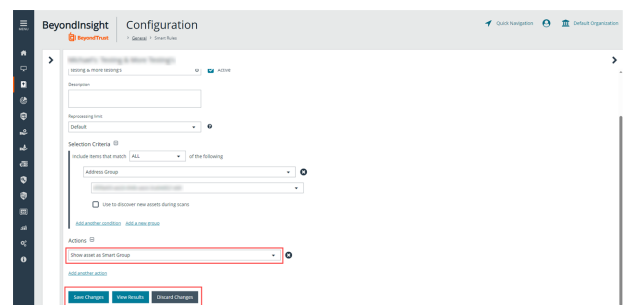 MENU
BeyondInsight
Configuration
BeyondTrust
> General > Smart Rules
Quick Navigation
Default Organization
testing & more testing's
Active
Description
Reprocessing limit
Default
Selection Criteria
Include items that match ALL of the following
Address Group
Use to discover new assets during scans
Add another condition Add a new group
Actions
Show asset as Smart Group
Add another action
Save Changes View Results Discard Changes